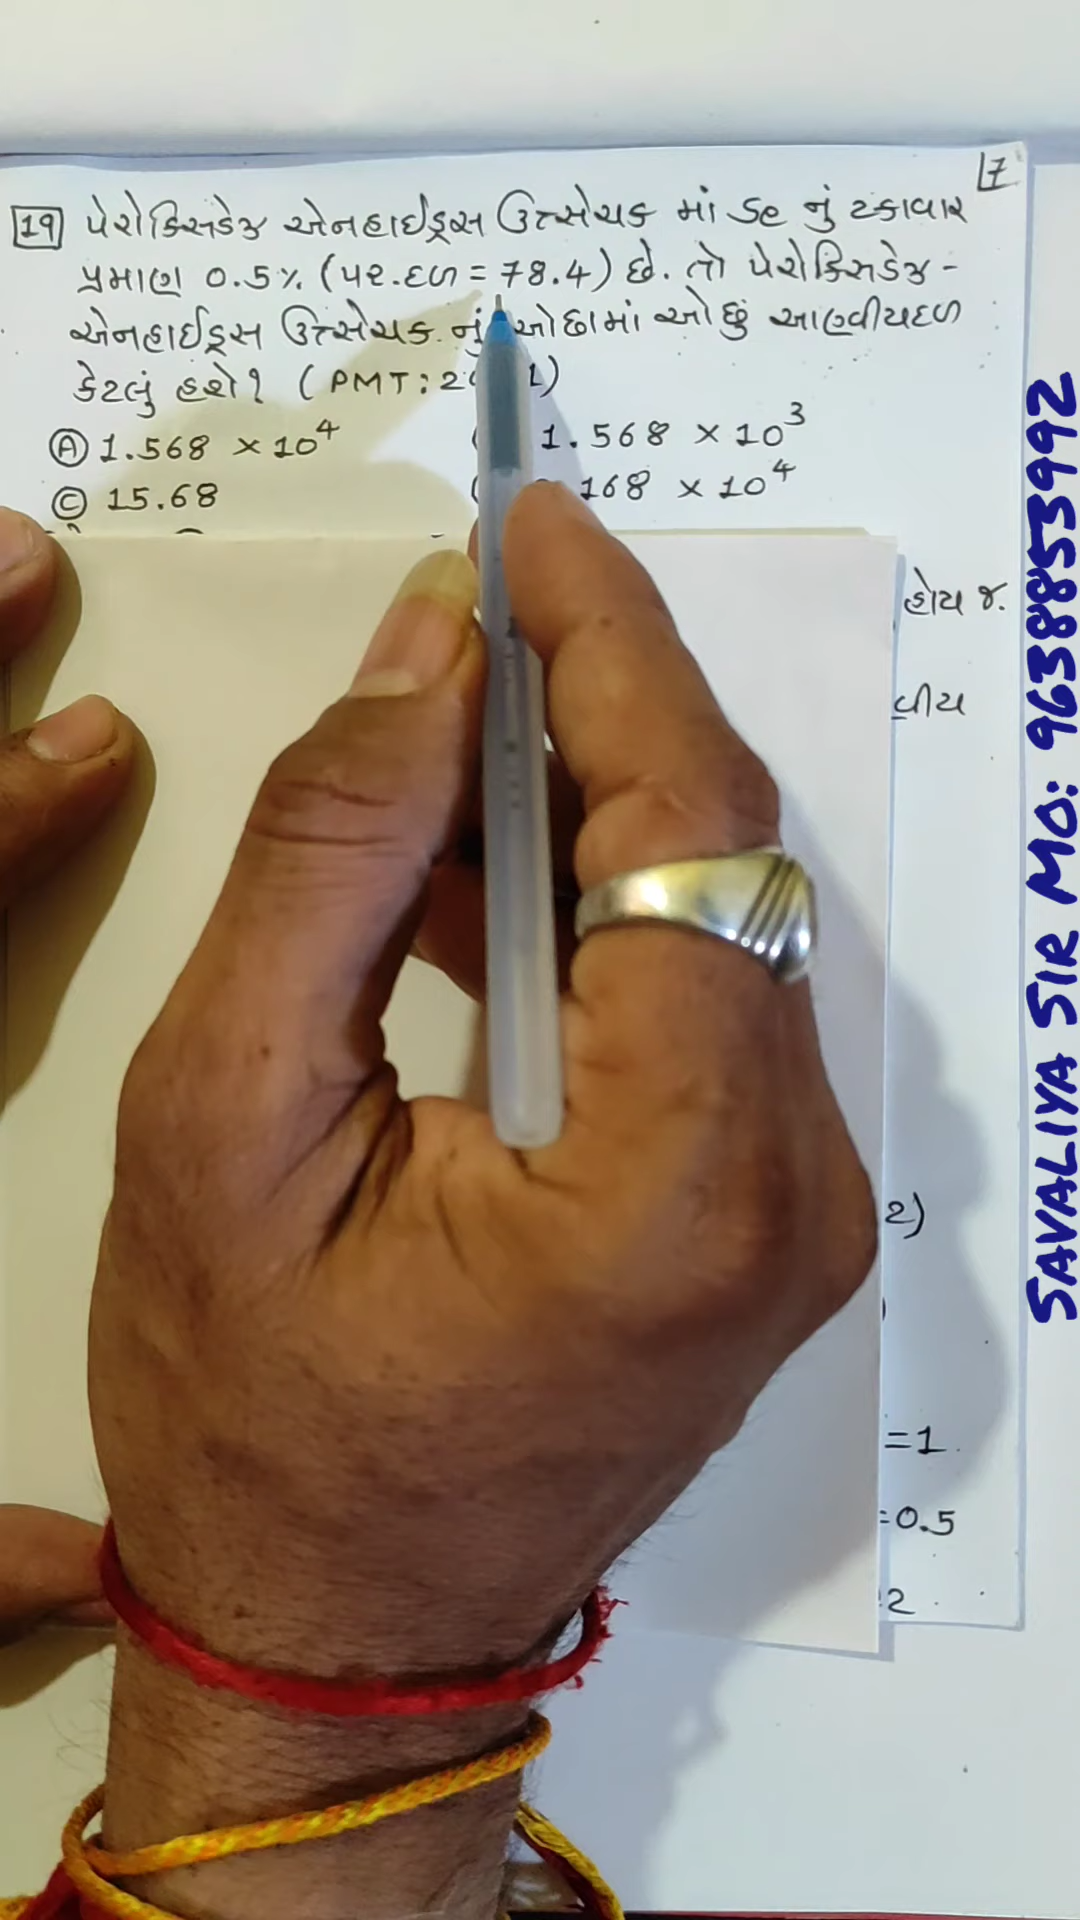 7
19 પેરોક્સિડેઝ એનહાઇડ્રસ ઉત્સેચક માં Se નું ટકાવાર
પ્રમાણ 0.5% (પર.દળ = 78.4) છે. તો પેરોક્સિડેઝ -
એનહાઈડ્રસ ઉત્સેચક નું ઓછામાં ઓછું આણ્વીયદળ
કેટલું હશે? (PMT: 1)
(A) 1.568 × 10⁴ 1.568 × 10³
(C) 15.68 168 × 10⁴
હોય જ.
વીય
2)
=1
=0.5
2
SAVALIYA SIR MO: 9638853992